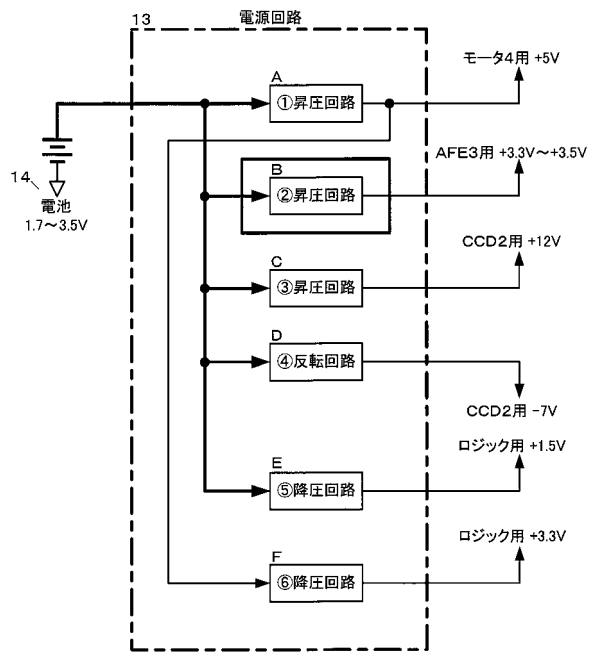 13
電源回路
モータ4用 +5V
A
①昇圧回路
AFE3用 +3.3V～+3.5V
B
②昇圧回路
14
電池
1.7～3.5V
CCD2用 +12V
C
③昇圧回路
D
④反転回路
CCD2用 -7V
ロジック用 +1.5V
E
⑤降圧回路
ロジック用 +3.3V
F
⑥降圧回路